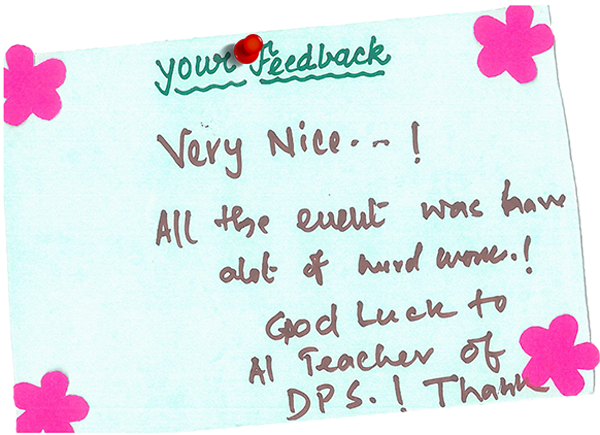 your Feedback
Very Nice...!
All the event was have
alot of hard work.!
Good Luck to
Al Teacher of
DPS.! Thank